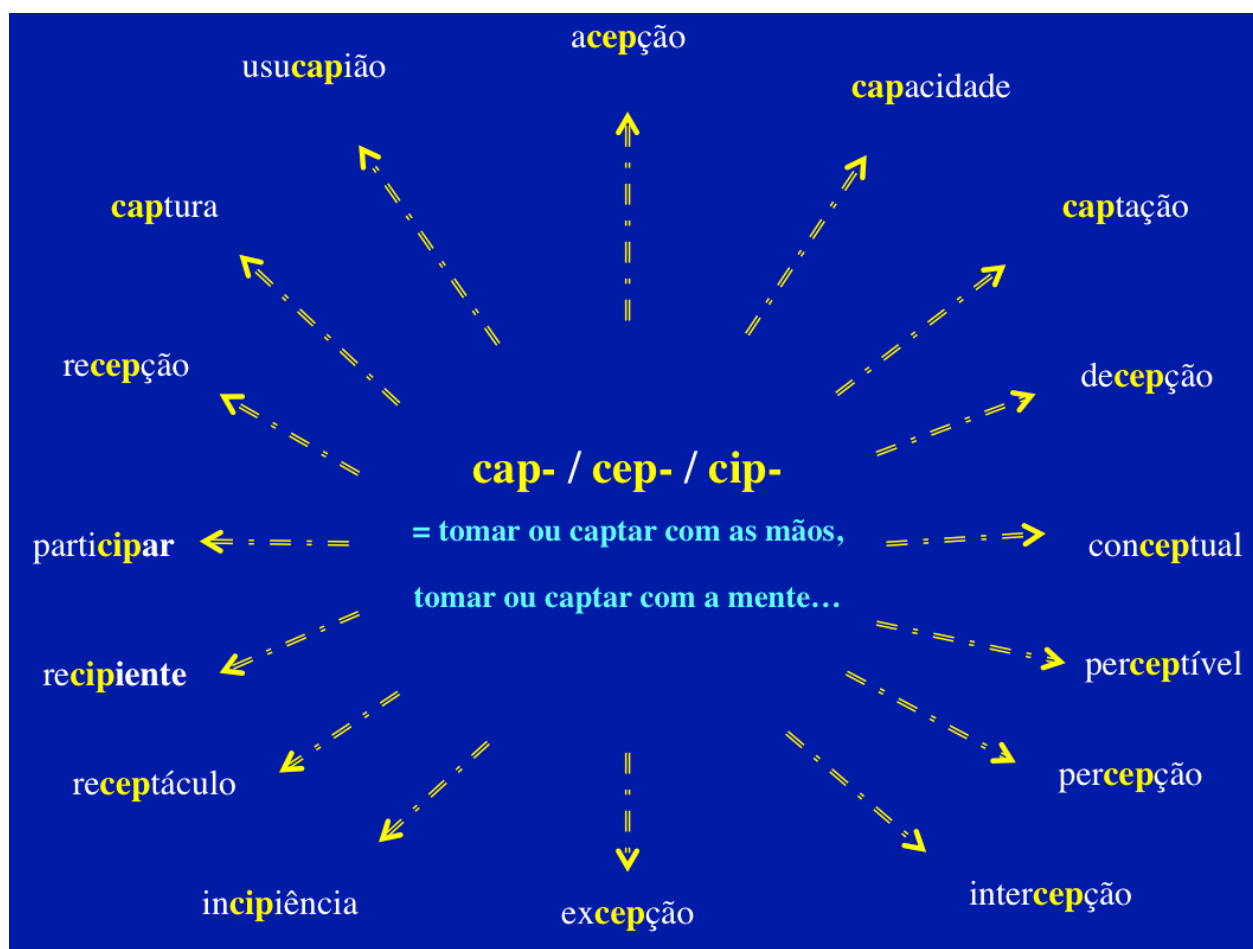 acepção
usucapião
capacidade
captura
captação
recepção
decepção
cap- / cep- / cip-
= tomar ou captar com as mãos,
participar
conceptual
tomar ou captar com a mente…
perceptível
recipiente
percepção
receptáculo
incipiência
excepção
intercepção